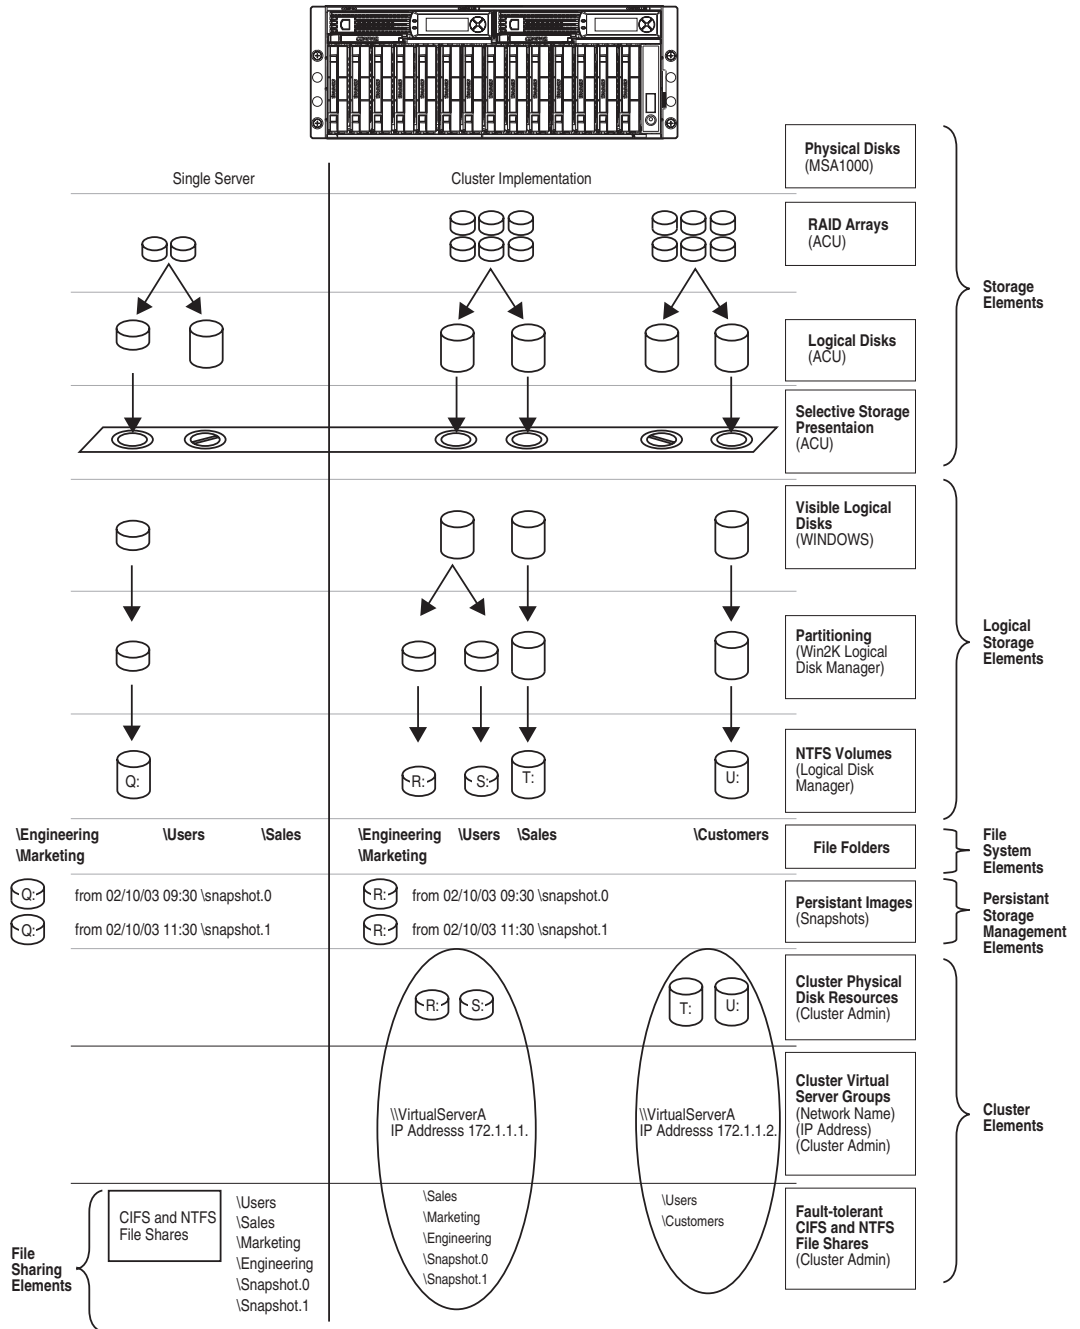 Physical Disks
(MSA1000)
Single Server
Cluster Implementation
RAID Arrays
(ACU)
Storage
Elements
Logical Disks
(ACU)
Selective Storage
Presentaion
(ACU)
Visible Logical
Disks
(WINDOWS)
Logical
Storage
Elements
Partitioning
(Win2K Logical
Disk Manager)
NTFS Volumes
(Logical Disk
Manager)
Q:
R:
S:
T:
U:
\Engineering
\Users
\Sales
\Marketing
\Engineering
\Users
\Sales
\Customers
\Marketing
File Folders
File
System
Elements
Q:
from 02/10/03 09:30 \snapshot.0
R:
from 02/10/03 09:30 \snapshot.0
Q:
from 02/10/03 11:30 \snapshot.1
R:
from 02/10/03 11:30 \snapshot.1
Persistant Images
(Snapshots)
Persistant
Storage
Management
Elements
R:
S:
T:
U:
Cluster Physical
Disk Resources
(Cluster Admin)
\\VirtualServerA
IP Addresss 172.1.1.1.
\\VirtualServerA
IP Addresss 172.1.1.2.
Cluster Virtual
Server Groups
(Network Name)
(IP Address)
(Cluster Admin)
Cluster
Elements
File
Sharing
Elements
CIFS and NTFS
File Shares
\Users
\Sales
\Marketing
\Engineering
\Snapshot.0
\Snapshot.1
\Sales
\Marketing
\Engineering
\Snapshot.0
\Snapshot.1
\Users
\Customers
Fault-tolerant
CIFS and NTFS
File Shares
(Cluster Admin)